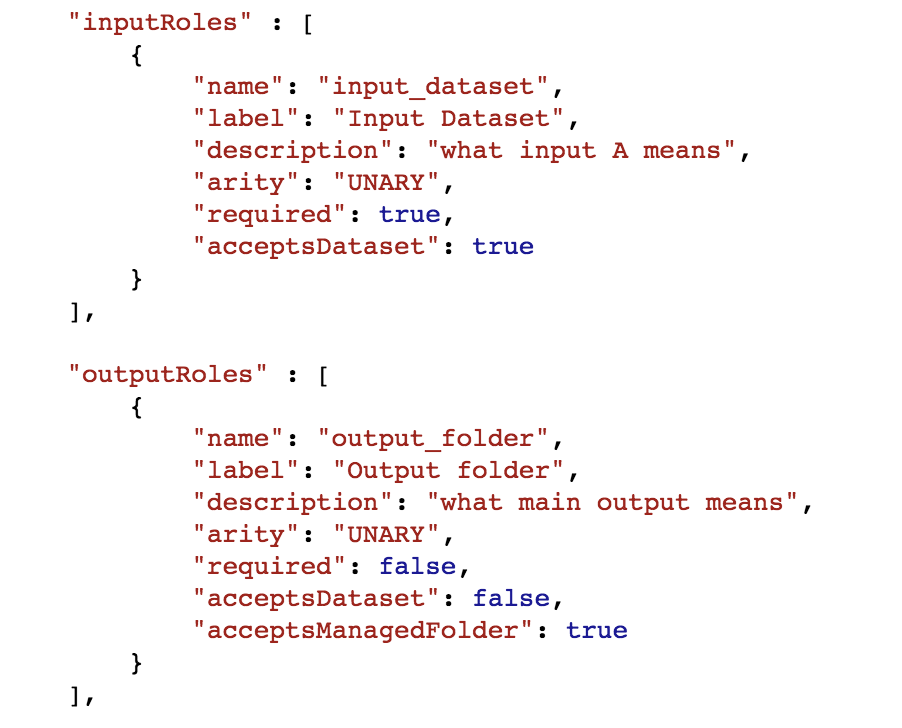 "inputRoles" : [
{
"name": "input_dataset",
"label": "Input Dataset",
"description": "what input A means",
"arity": "UNARY",
"required": true,
"acceptsDataset": true
}
],
"outputRoles" : [
{
"name": "output_folder",
"label": "Output folder",
"description": "what main output means",
"arity": "UNARY",
"required": false,
"acceptsDataset": false,
"acceptsManagedFolder": true
}
],